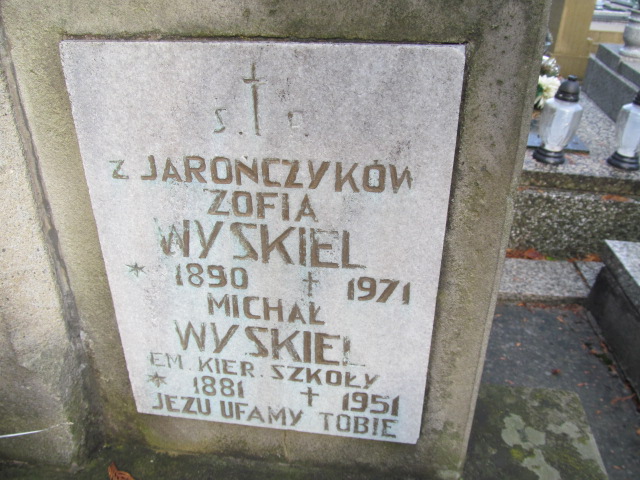 Ś. P.
Z JAROŃCZYKÓW
ZOFIA
WYSKIEL
* 1890 † 1971
MICHAŁ
WYSKIEL
EM. KIER. SZKOŁY
* 1881 † 1951
JEZU UFAMY TOBIE